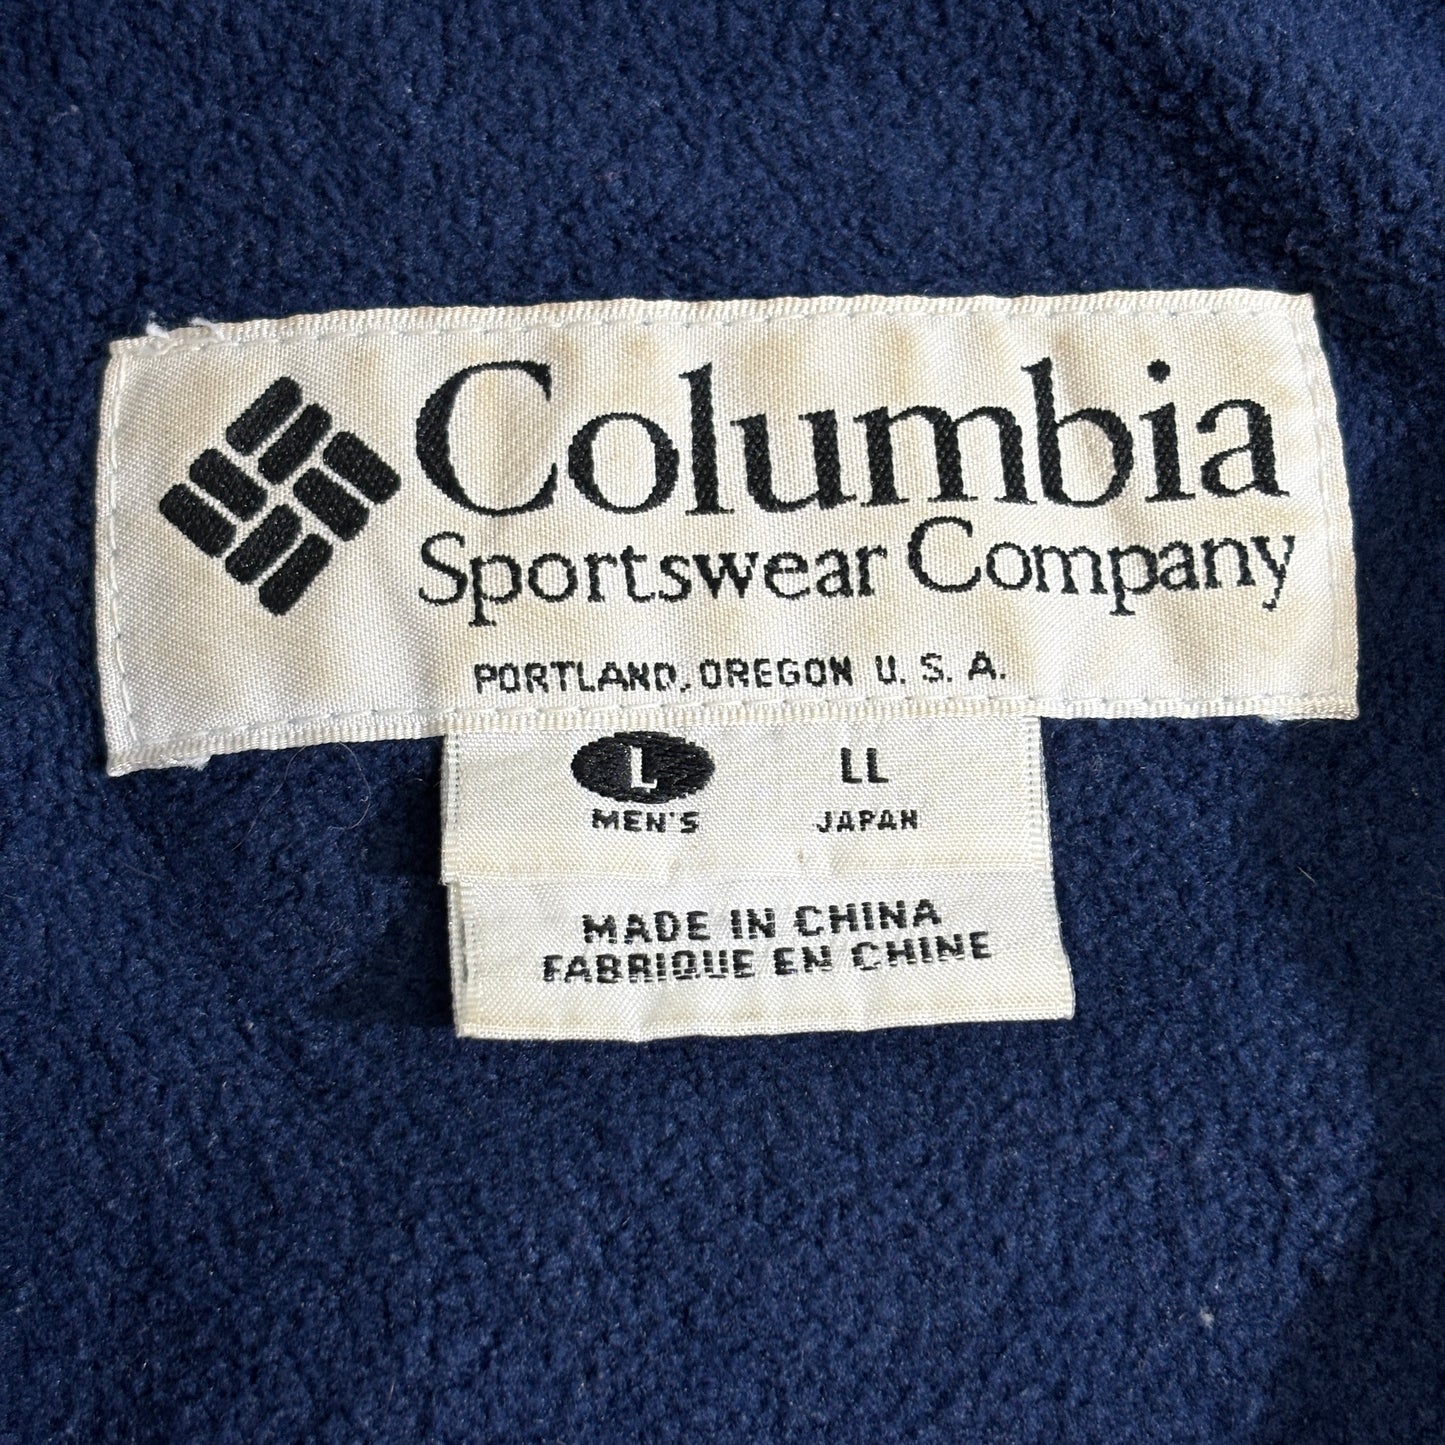 Columbia
Sportswear Company
PORTLAND, OREGON U. S. A.
L LL
MEN'S JAPAN
MADE IN CHINA
FABRIQUE EN CHINE